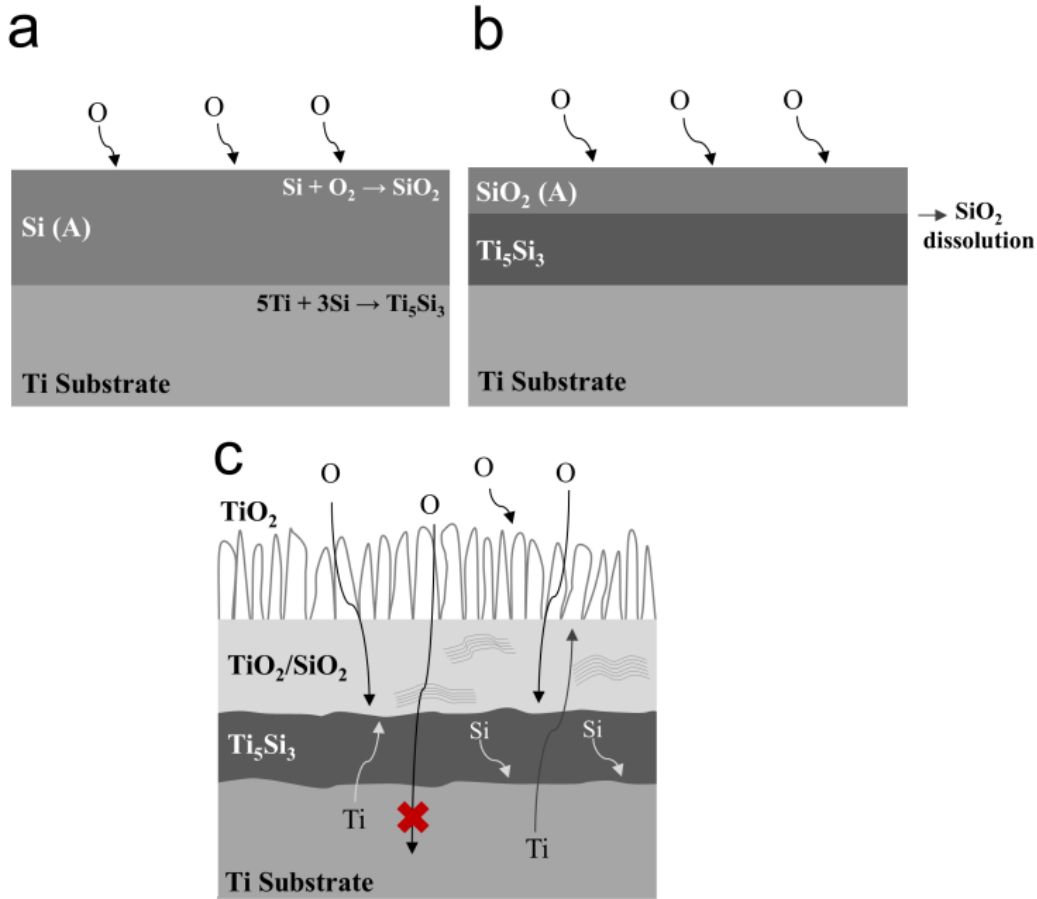 a
O O O
Si + O₂ → SiO₂
Si (A)
5Ti + 3Si → Ti₅Si₃
Ti Substrate
b
O O O
SiO₂ (A)
→ SiO₂
dissolution
Ti₅Si₃
Ti Substrate
c
O O O O
TiO₂
TiO₂/SiO₂
Ti₅Si₃
Si Si
Ti Ti
Ti Substrate